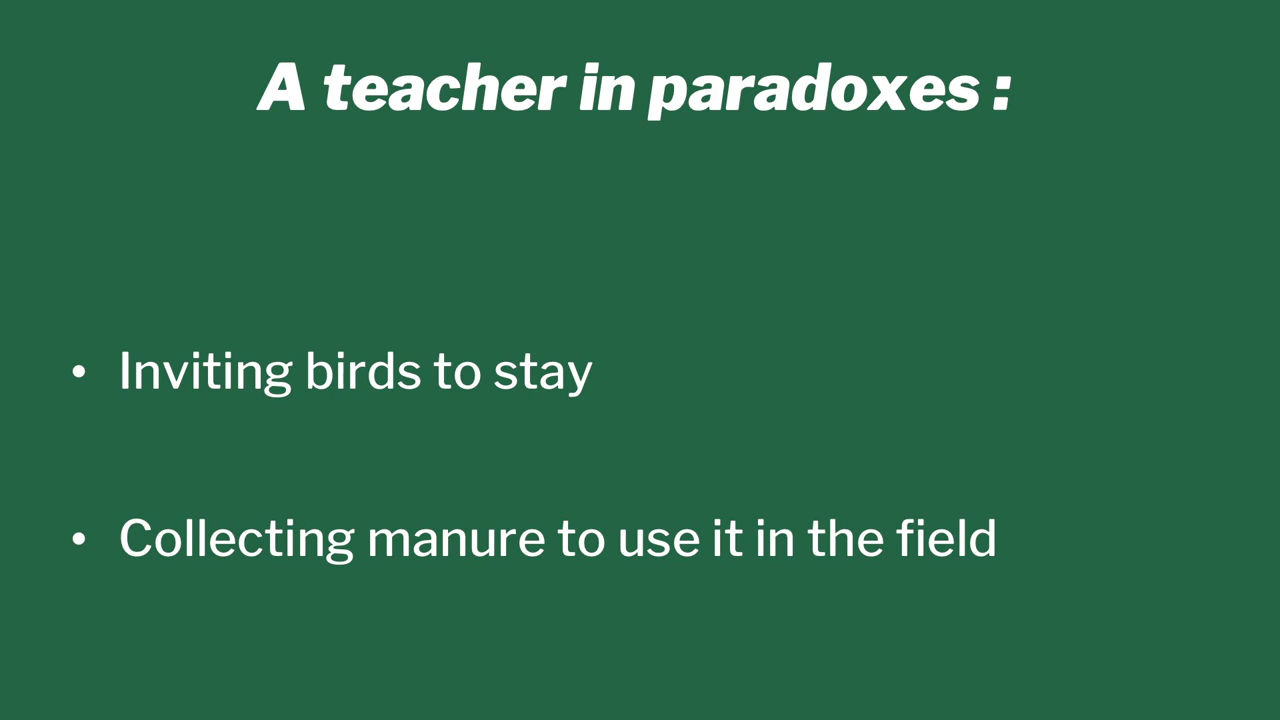 A teacher in paradoxes :
• Inviting birds to stay
• Collecting manure to use it in the field